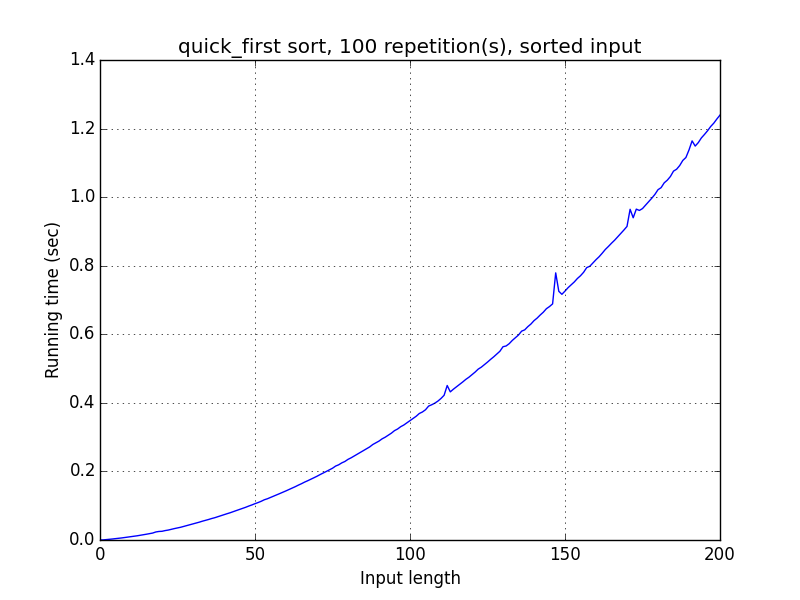 quick_first sort, 100 repetition(s), sorted input
1.4
1.2
1.0
0.8
0.6
0.4
0.2
0.0
Running time (sec)
0 50 100 150 200
Input length